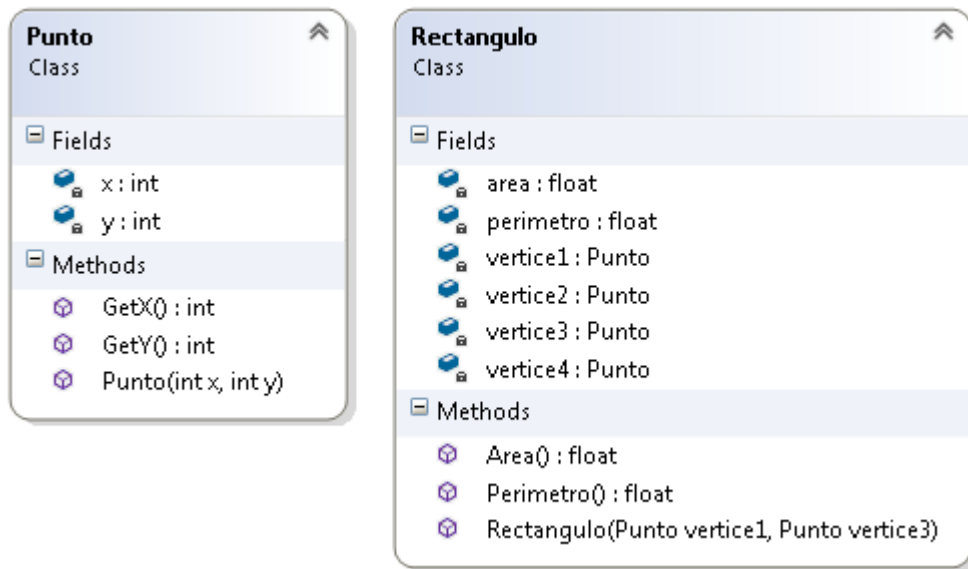 Punto
Class
Fields
x : int
y : int
Methods
GetX() : int
GetY() : int
Punto(int x, int y)
Rectangulo
Class
Fields
area : float
perimetro : float
vertice1 : Punto
vertice2 : Punto
vertice3 : Punto
vertice4 : Punto
Methods
Area() : float
Perimetro() : float
Rectangulo(Punto vertice1, Punto vertice3)